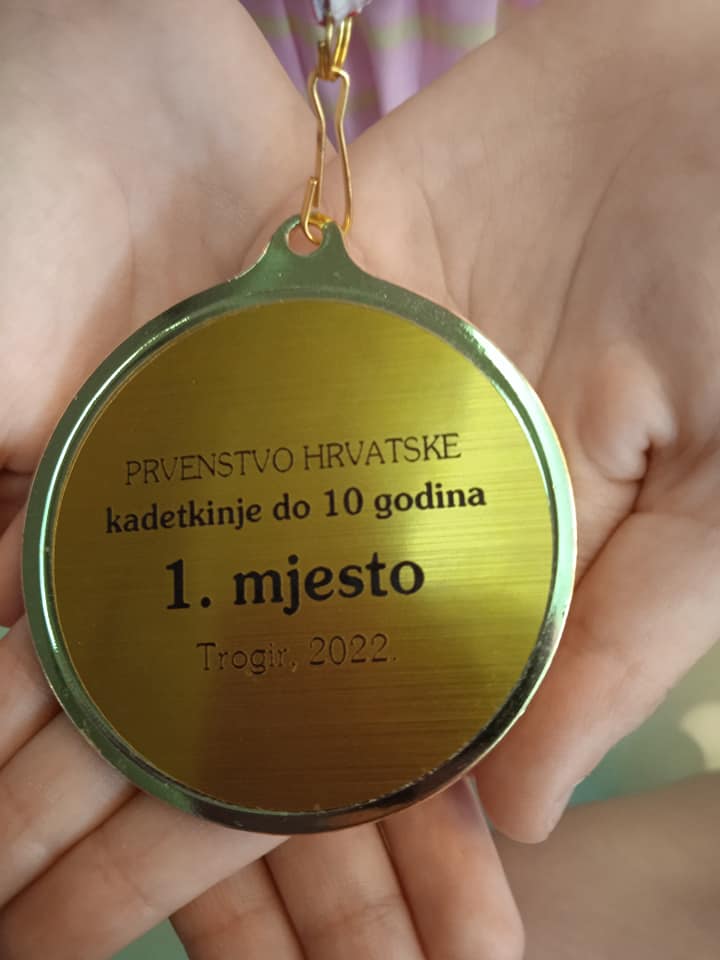 PRVENSTVO HRVATSKE
kadetkinje do 10 godina
1. mjesto
Trogir, 2022.